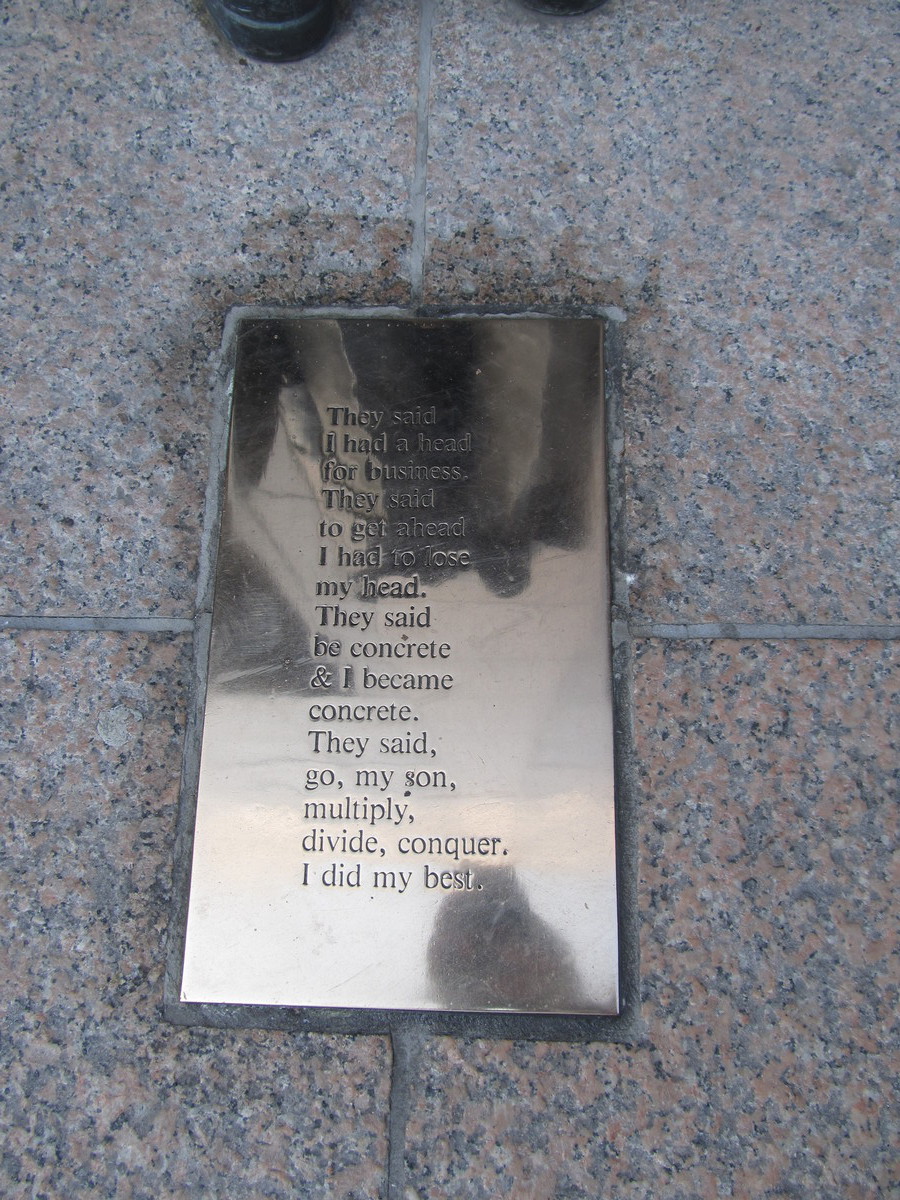 They said
I had a head
for business.
They said
to get ahead
I had to lose
my head.
They said
be concrete
& I became
concrete.
They said,
go, my son,
multiply,
divide, conquer.
I did my best.